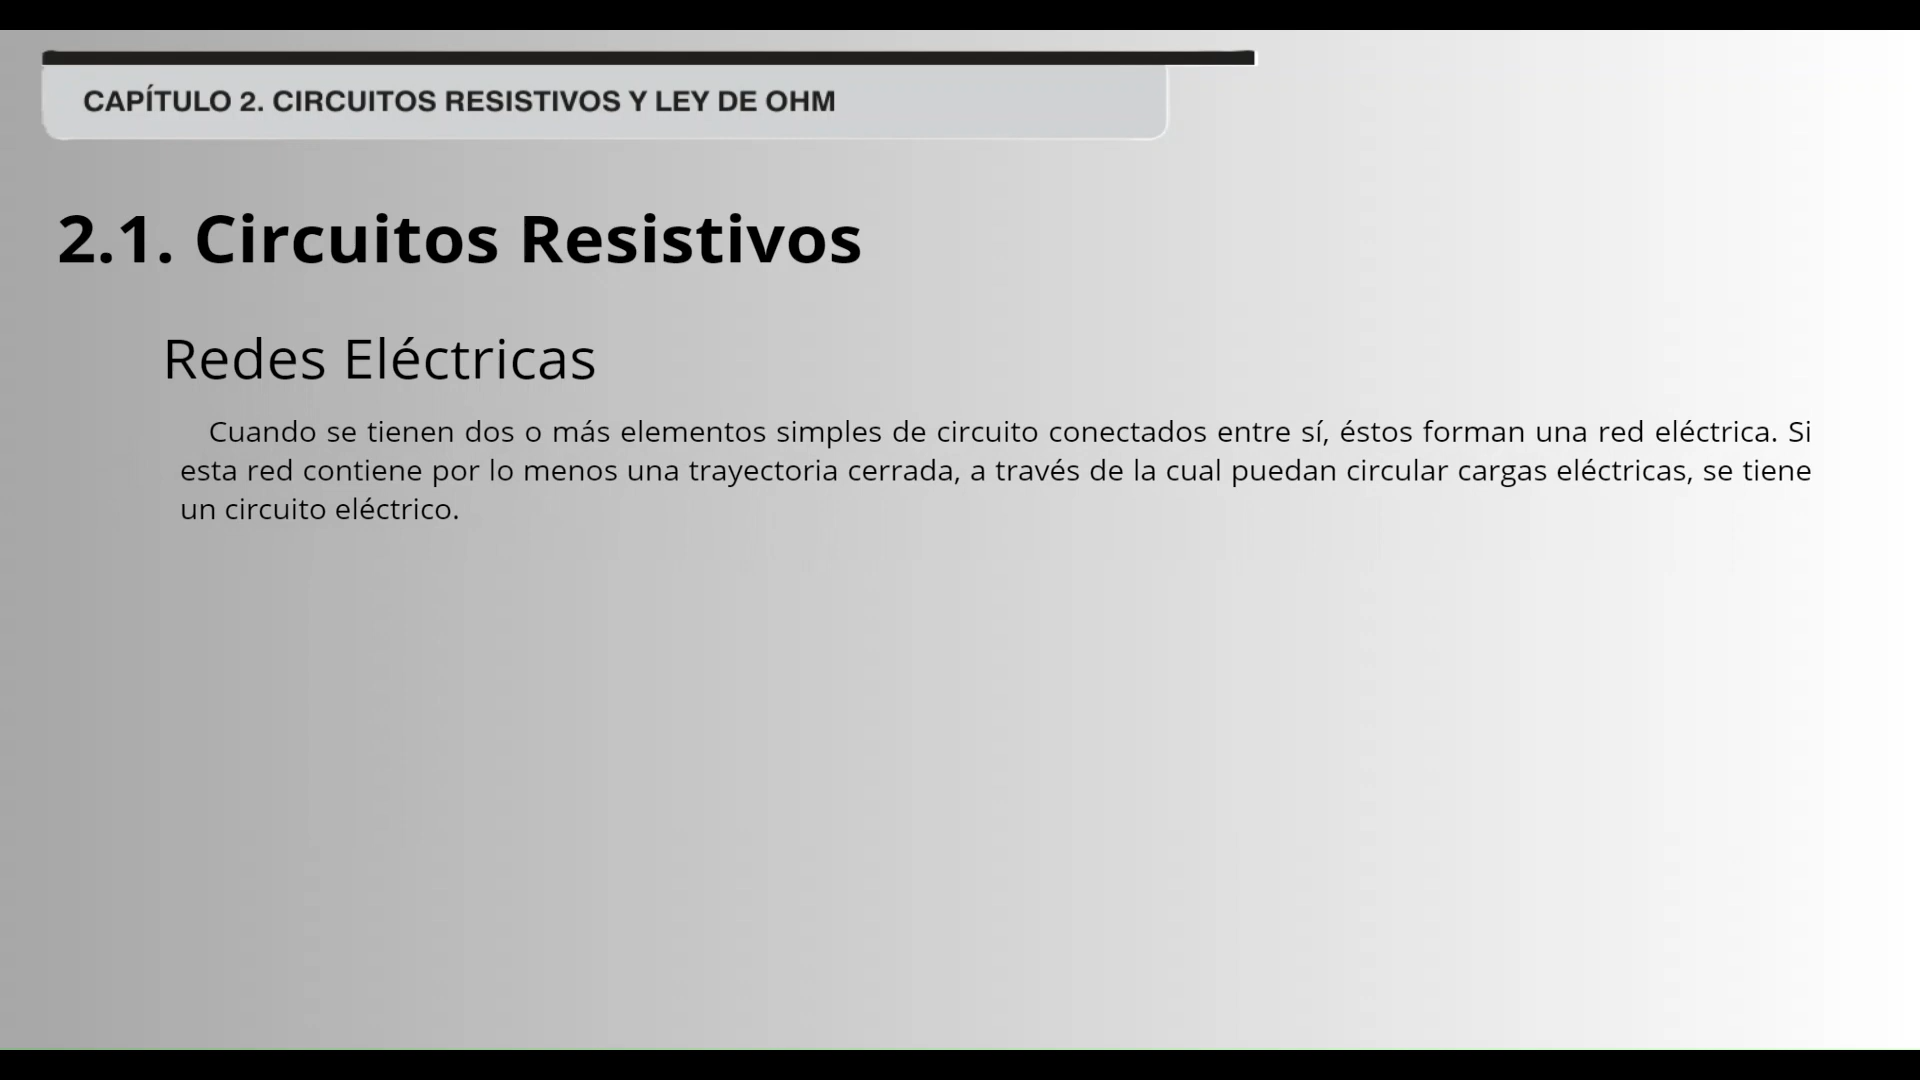 CAPÍTULO 2. CIRCUITOS RESISTIVOS Y LEY DE OHM
2.1. Circuitos Resistivos
Redes Eléctricas
Cuando se tienen dos o más elementos simples de circuito conectados entre sí, éstos forman una red eléctrica. Si
esta red contiene por lo menos una trayectoria cerrada, a través de la cual puedan circular cargas eléctricas, se tiene
un circuito eléctrico.